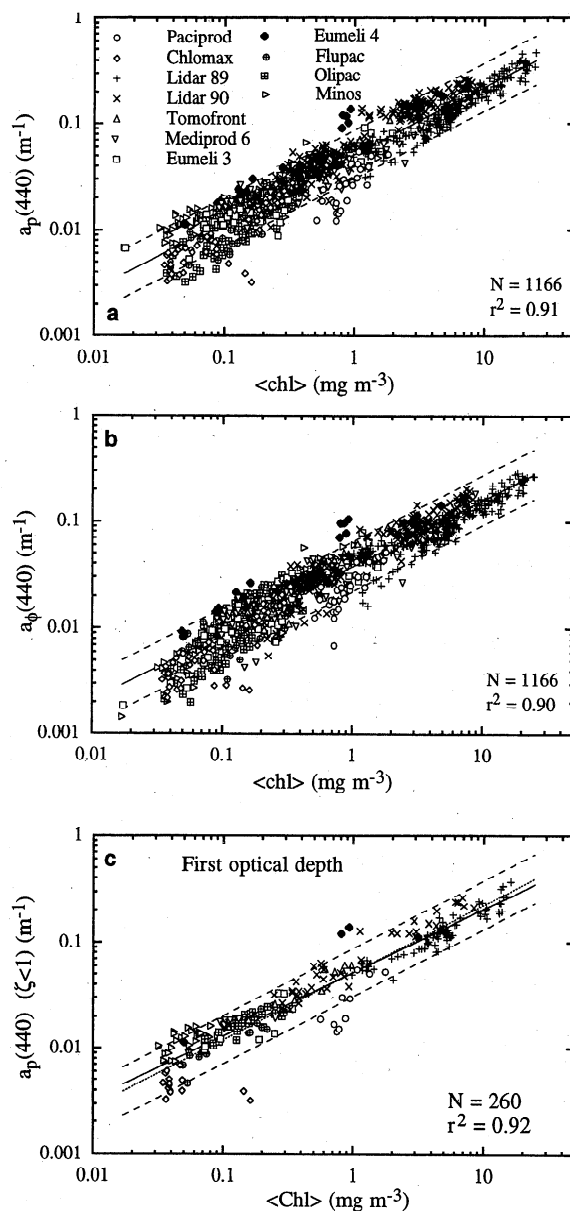 Paciprod
Chlomax
Lidar 89
Lidar 90
Tomofront
Mediprod 6
Eumeli 3
Eumeli 4
Flupac
Olipac
Minos
1
0.1
0.01
0.001
a_p(440) (m⁻¹)
a
N = 1166
r² = 0.91
0.01 0.1 1 10
<chl> (mg m⁻³)
b
1
0.1
0.01
0.001
a_ϕ(440) (m⁻¹)
N = 1166
r² = 0.90
0.01 0.1 1 10
<chl> (mg m⁻³)
c
First optical depth
1
0.1
0.01
0.001
a_p(440) (ζ<1) (m⁻¹)
N = 260
r² = 0.92
0.01 0.1 1 10
<Chl> (mg m⁻³)